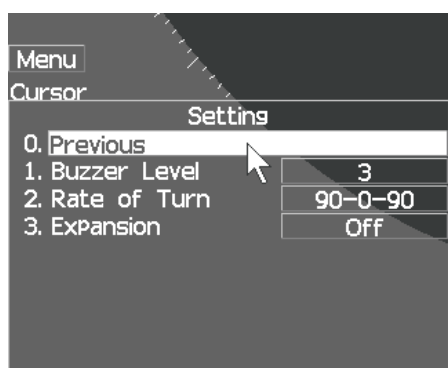 Menu
Cursor
Setting
0. Previous
1. Buzzer Level 3
2. Rate of Turn 90-0-90
3. Expansion Off